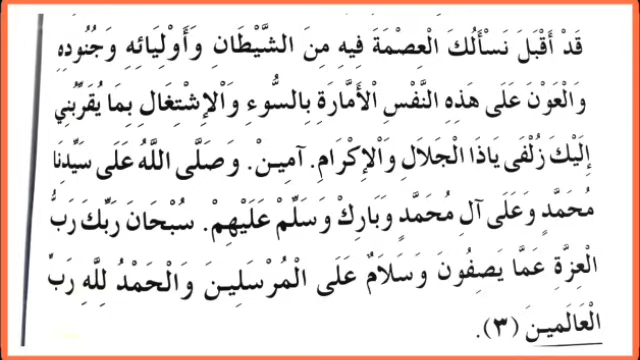 قَدْ أَقْبَلَ نَسْأَلُكَ الْعِصْمَةَ فِيهِ مِنَ الشَّيْطَانِ وَأَوْلِيَائِهِ وَجُنُودِهِ
وَالْعَوْنَ عَلَى هَذِهِ النَّفْسِ الْأَمَّارَةِ بِالسُّوءِ وَالْإِشْتِغَالِ بِمَا يُقَرِّبُنِي
إِلَيْكَ زُلْفَى يَاذَا الْجَلَالِ وَالْإِكْرَامِ. آمِينْ. وَصَلَّى اللَّهُ عَلَى سَيِّدِنَا
مُحَمَّدٍ وَعَلَى آلِ مُحَمَّدٍ وَبَارِكْ وَسَلِّمْ عَلَيْهِمْ. سُبْحَانَ رَبِّكَ رَبُّ
الْعِزَّةِ عَمَّا يَصِفُونَ وَسَلَامٌ عَلَى الْمُرْسَلِينَ وَالْحَمْدُ لِلَّهِ رَبِّ
الْعَالَمِينَ (٣).